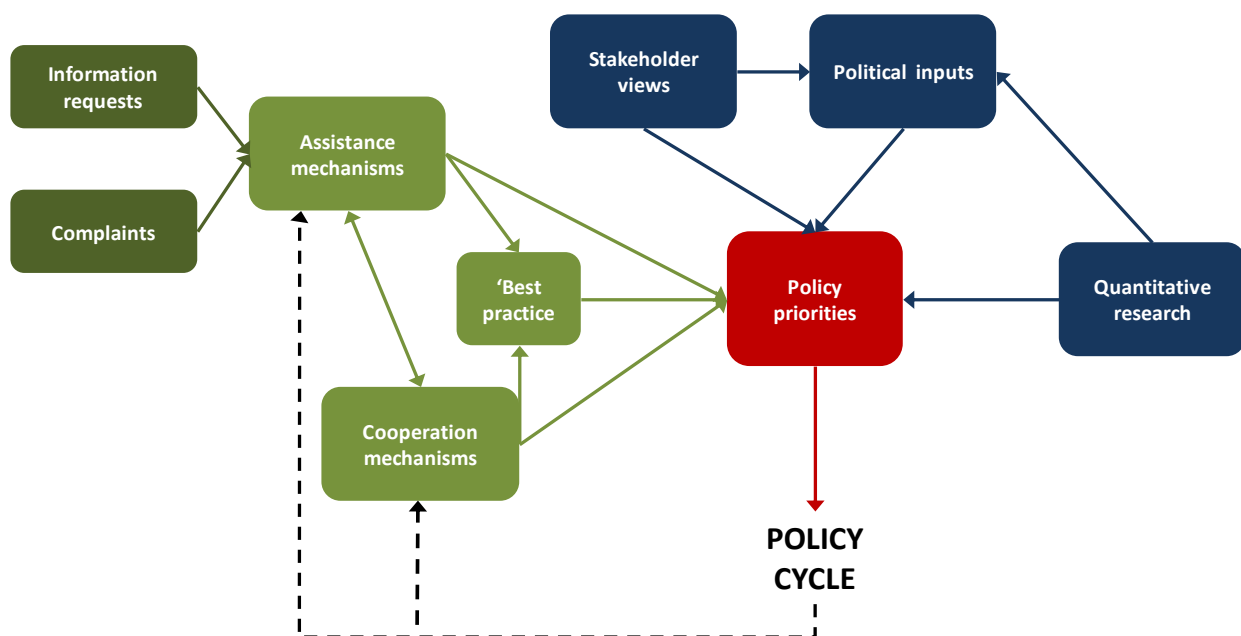 Information
requests
Complaints
Assistance
mechanisms
‘Best
practice
Cooperation
mechanisms
Stakeholder
views
Political inputs
Policy
priorities
Quantitative
research
POLICY
CYCLE